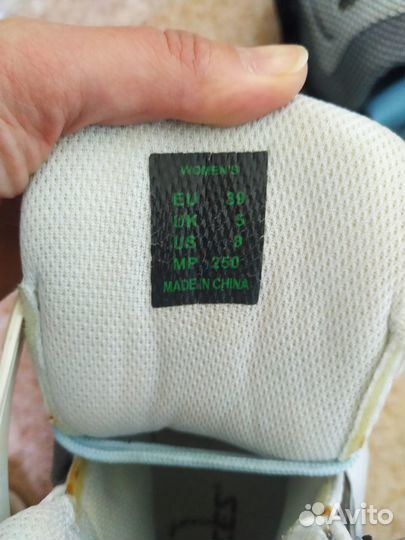 WOMEN'S
EU 39
UK 5
US 8
MP 250
MADE IN CHINA
Avito